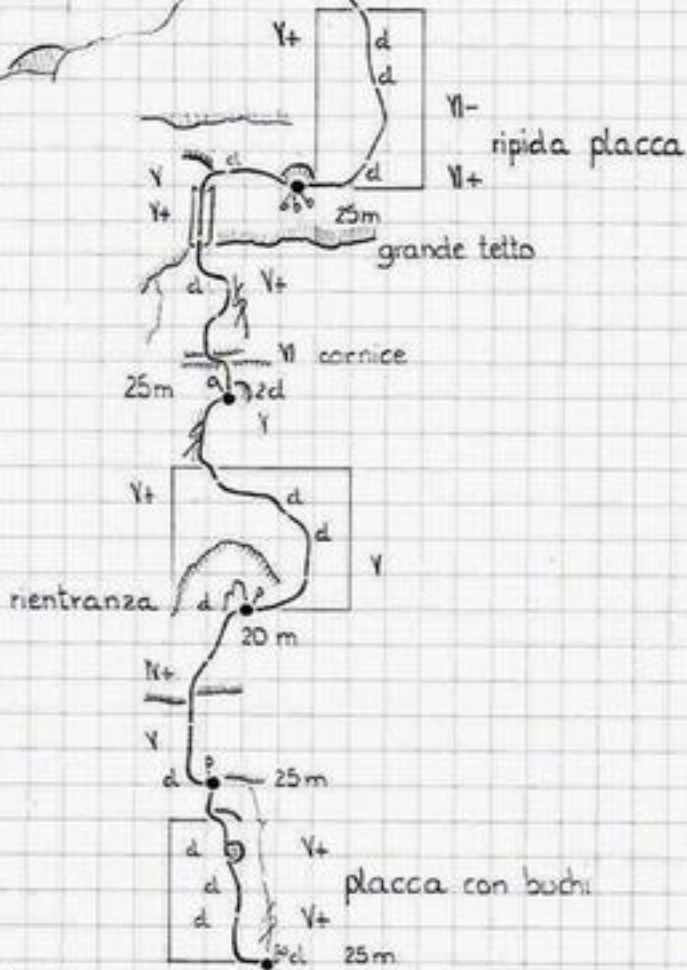 V+ d
d
VI-
ripida placca
V d d VI+
V+ b b b 25m
grande tetto
d V+
VI cornice
25m a 2d
V
V+ d
d
V
rientranza d p
20 m
IV+
V
d p 25m
d V+
d placca con buchi
d V+
d 25m